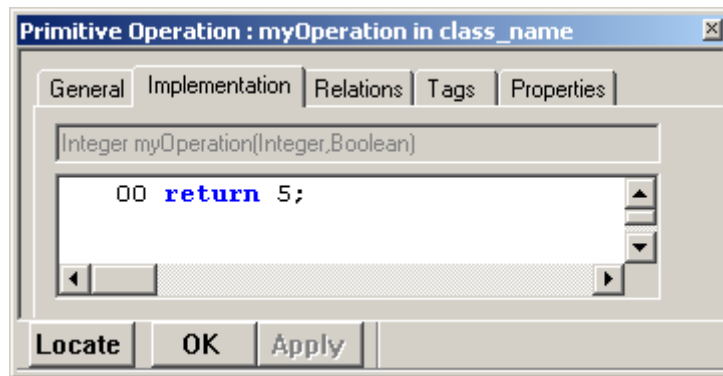 Primitive Operation : myOperation in class_name
General Implementation Relations Tags Properties
Integer myOperation(Integer,Boolean)
00 return 5;
Locate OK Apply